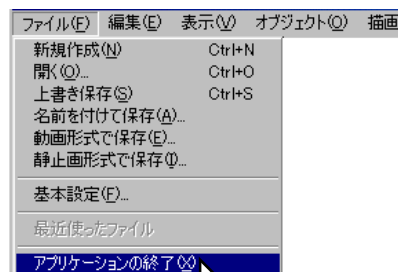 ファイル(F) 編集(E) 表示(V) オブジェクト(O) 描画
新規作成(N) Ctrl+N
開く(O)... Ctrl+O
上書き保存(S) Ctrl+S
名前を付けて保存(A)...
動画形式で保存(E)...
静止画形式で保存(I)...
基本設定(F)...
最近使ったファイル
アプリケーションの終了(X)